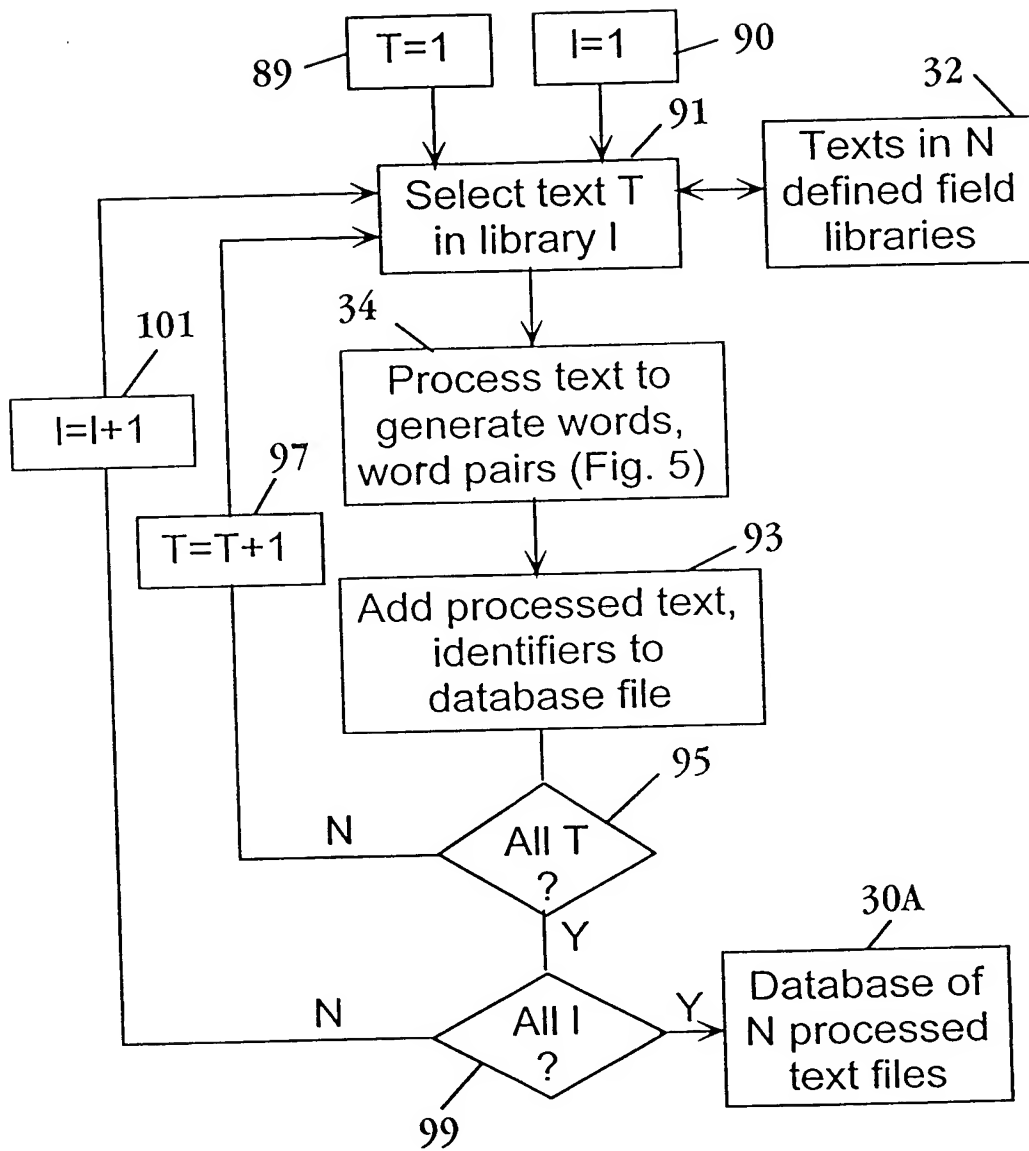 T=1
I=1
89
90
32
91
Select text T
in library I
Texts in N
defined field
libraries
34
101
Process text to
generate words,
word pairs (Fig. 5)
I=I+1
97
T=T+1
93
Add processed text,
identifiers to
database file
95
N
All T
?
Y
30A
N
All I
?
Y
Database of
N processed
text files
99